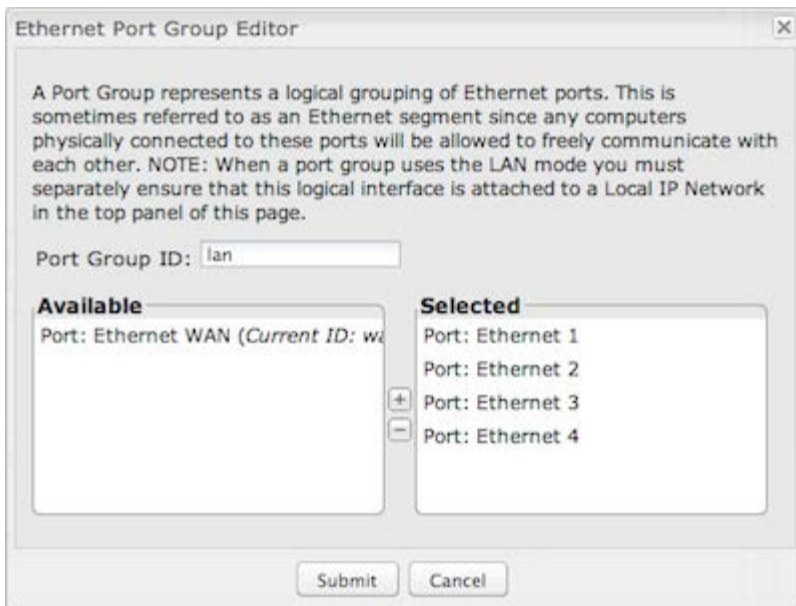 Ethernet Port Group Editor
A Port Group represents a logical grouping of Ethernet ports. This is
sometimes referred to as an Ethernet segment since any computers
physically connected to these ports will be allowed to freely communicate with
each other. NOTE: When a port group uses the LAN mode you must
separately ensure that this logical interface is attached to a Local IP Network
in the top panel of this page.
Port Group ID: lan
Available
Port: Ethernet WAN (Current ID:
Selected
Port: Ethernet 1
Port: Ethernet 2
Port: Ethernet 3
Port: Ethernet 4
+
−
Submit Cancel